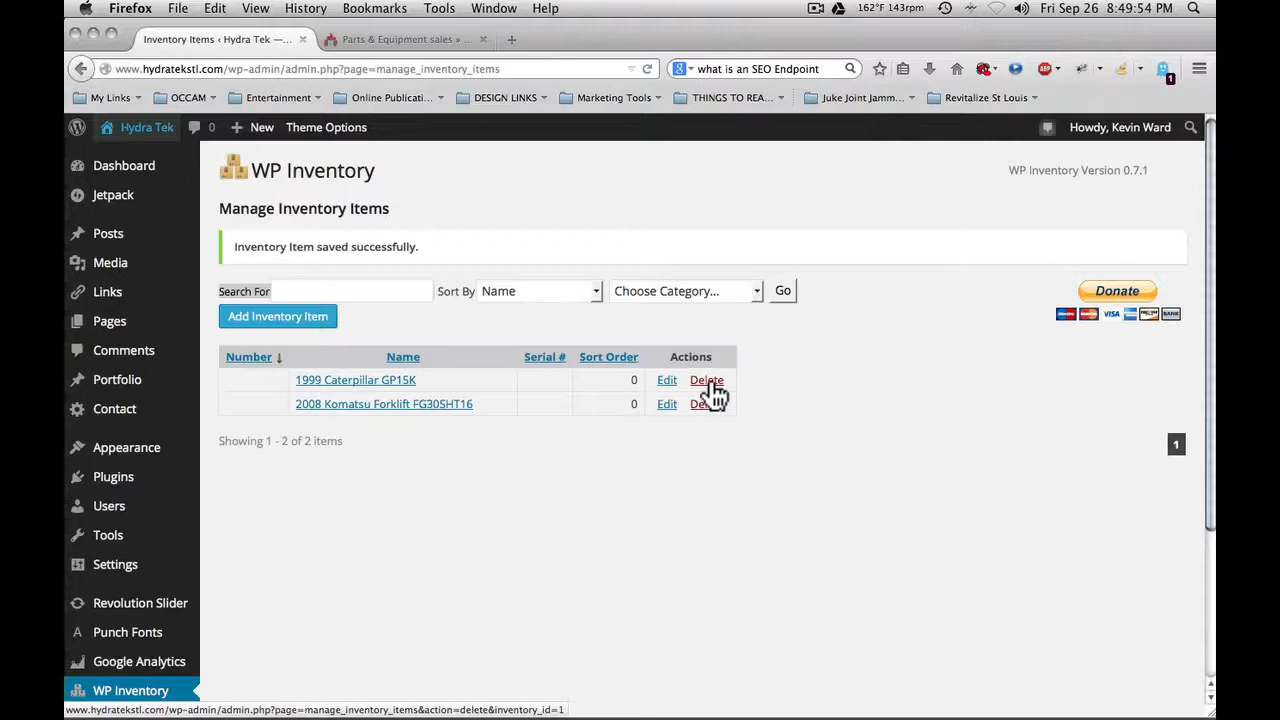 Firefox File Edit View History Bookmarks Tools Window Help 162°F 143rpm Fri Sep 26 8:49:54 PM
Inventory Items ‹ Hydra Tek —... Parts & Equipment sales » ...
www.hydratekstl.com/wp-admin/admin.php?page=manage_inventory_items what is an SEO Endpoint ABP 1
My Links OCCAM Entertainment Online Publicati... DESIGN LINKS Marketing Tools THINGS TO REA... Juke Joint Jamm... Revitalize St Louis
Hydra Tek 0 + New Theme Options Howdy, Kevin Ward
Dashboard
Jetpack
Posts
Media
Links
Pages
Comments
Portfolio
Contact
Appearance
Plugins
Users
Tools
Settings
Revolution Slider
Punch Fonts
Google Analytics
WP Inventory
WP Inventory
WP Inventory Version 0.7.1
Manage Inventory Items
Inventory Item saved successfully.
Search For Sort By Name Choose Category... Go
Donate
VISA BANK
Add Inventory Item
Number ↓ Name Serial # Sort Order Actions
1999 Caterpillar GP15K 0 Edit Delete
2008 Komatsu Forklift FG30SHT16 0 Edit
Showing 1 - 2 of 2 items
1
www.hydratekstl.com/wp-admin/admin.php?page=manage_inventory_items&action=delete&inventory_id=1